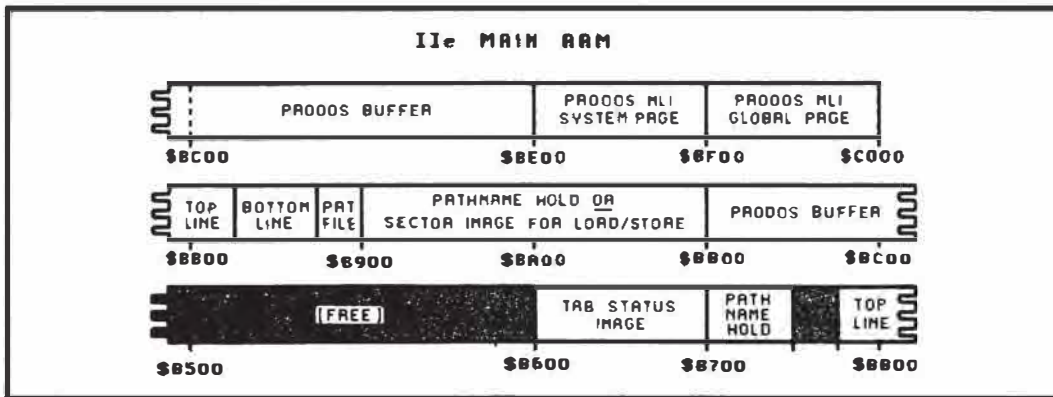 IIe MAIN RAM
PRODOS BUFFER
PRODOS MLI
SYSTEM PAGE
PRODOS MLI
GLOBAL PAGE
$BC00 $BE00 $BF00 $C000
TOP
LINE
BOTTOM
LINE
PAT
FILE
PATHNAME HOLD OR
SECTOR IMAGE FOR LOAD/STORE
PRODOS BUFFER
$B800 $B900 $BA00 $BB00 $BC00
[FREE]
TAB STATUS
IMAGE
PATH
NAME
HOLD
TOP
LINE
$B500 $B600 $B700 $B800